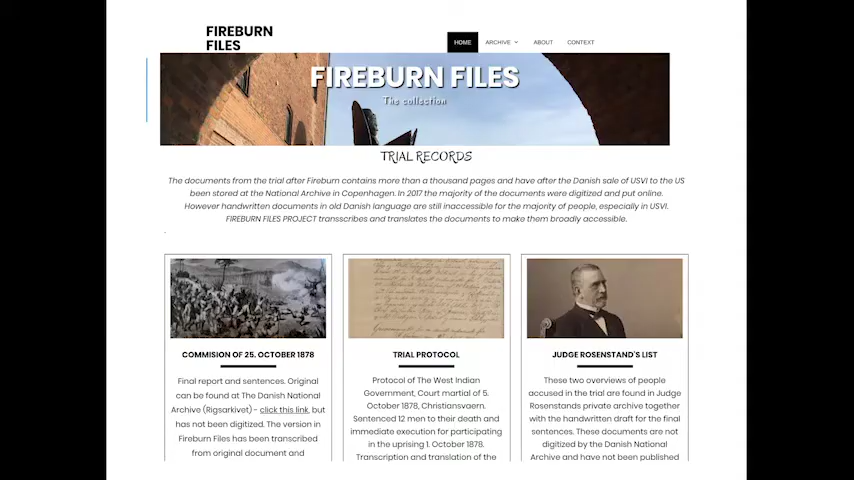 FIREBURN
FILES
HOME ARCHIVE ABOUT CONTEXT
FIREBURN FILES
The collection
TRIAL RECORDS
The documents from the trial after Fireburn contains more than a thousand pages and have after the Danish sale of USVI to the US
been stored at the National Archive in Copenhagen. In 2017 the majority of the documents were digitized and put online.
However handwritten documents in old Danish language are still inaccessible for the majority of people, especially in USVI.
FIREBURN FILES PROJECT transscribes and translates the documents to make them broadly accessible.
COMMISION OF 25. OCTOBER 1878
Final report and sentences. Original
can be found at The Danish National
Archive (Rigsarkivet) - click this link, but
has not been digitized. The version in
Fireburn Files has been transcribed
from original document and
TRIAL PROTOCOL
Protocol of The West Indian
Government, Court martial of 5.
October 1878, Christiansvaern.
Sentenced 12 men to their death and
immediate execution for participating
in the uprising 1. October 1878.
Transcription and translation of the
JUDGE ROSENSTAND'S LIST
These two overviews of people
accused in the trial are found in Judge
Rosenstands private archive together
with the handwritten draft for the final
sentences. These documents are not
digitized by the Danish National
Archive and have not been published